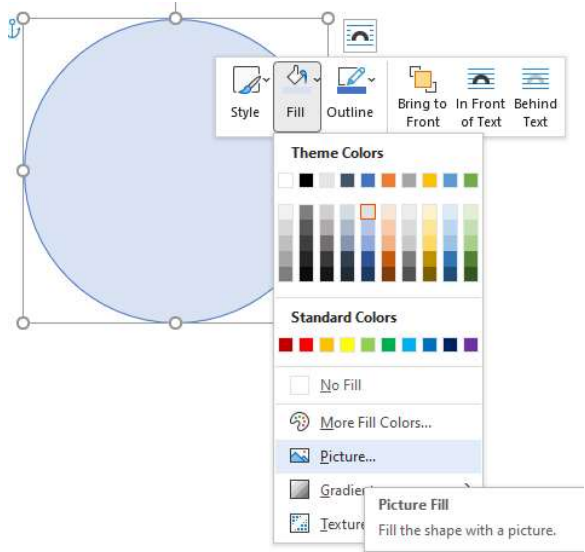 Style
Fill
Outline
Bring to
Front
In Front
of Text
Behind
Text
Theme Colors
Standard Colors
No Fill
More Fill Colors...
Picture...
Gradient
Texture
Picture Fill
Fill the shape with a picture.